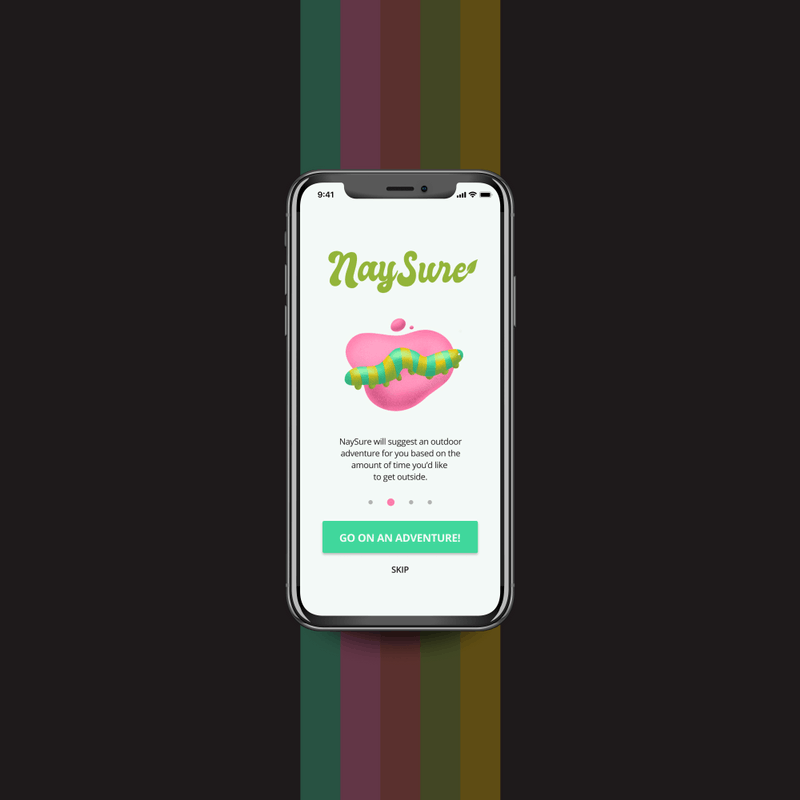 9:41
NaySure
NaySure will suggest an outdoor
adventure for you based on the
amount of time you'd like
to get outside.
GO ON AN ADVENTURE!
SKIP